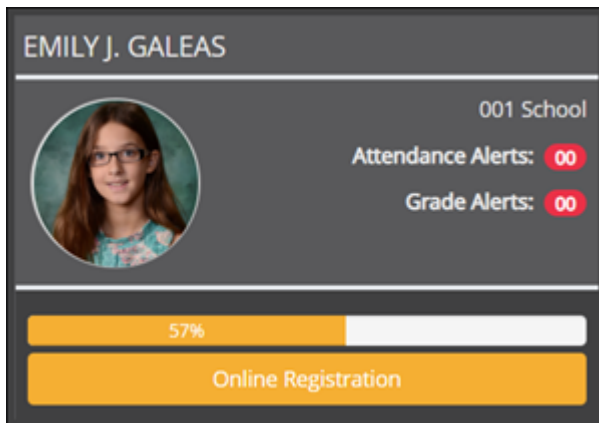 EMILY J. GALEAS
001 School
Attendance Alerts: 00
Grade Alerts: 00
57%
Online Registration